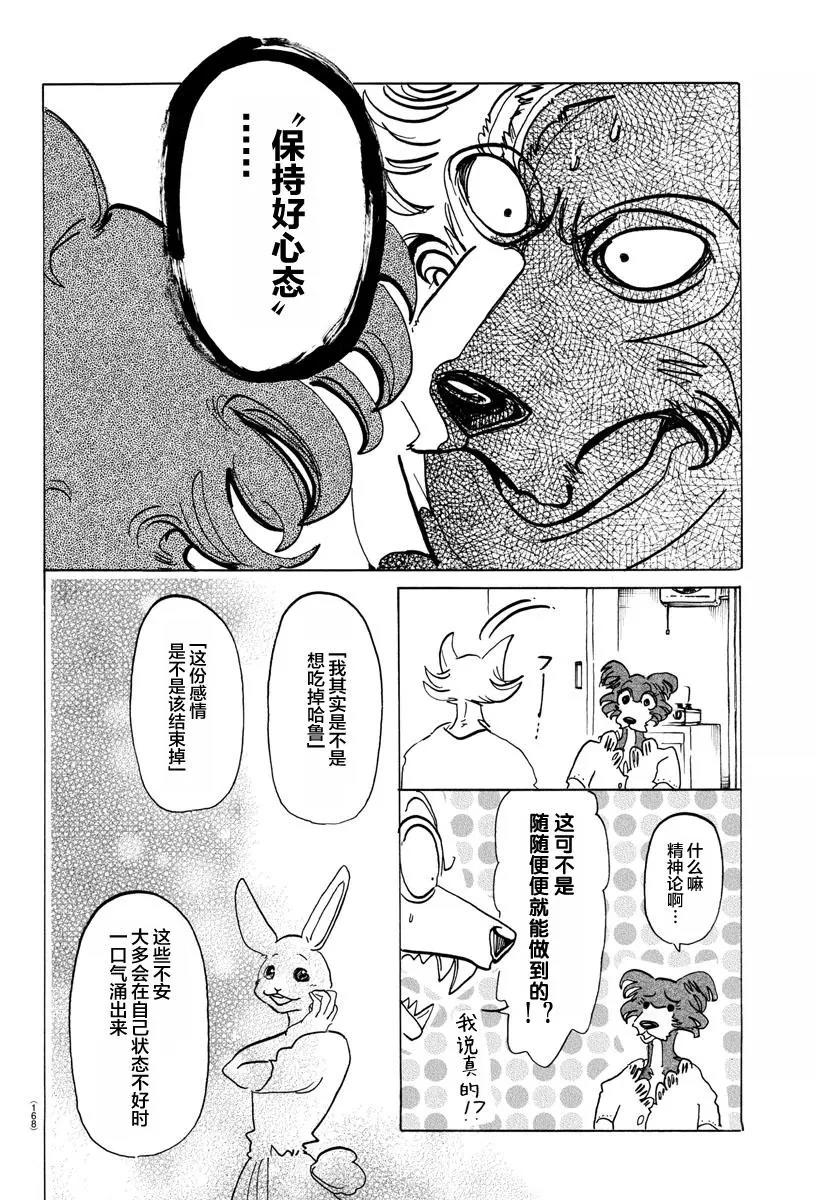 “保持好心态”
……
フーー…
什么嘛
精神论啊…
这可不是
随随便便就能
做到的!?
我说真的!?
「我其实是不是
想吃掉哈鲁」
「这份感情
是不是该结束掉」
这些不安
大多会在自己状态不好时
一口气涌出来
(168)